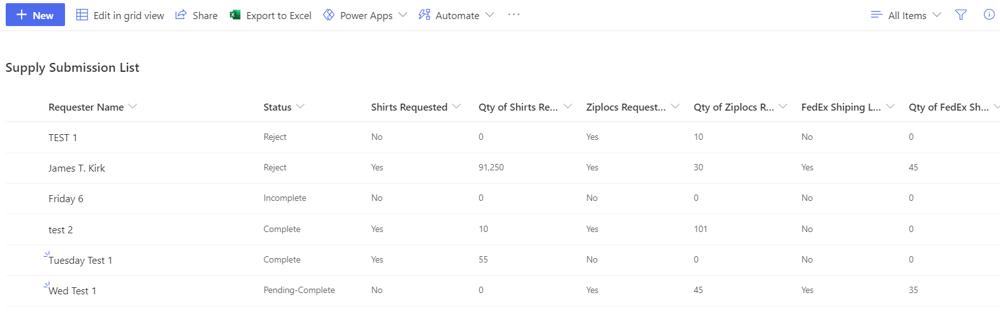 New Edit in grid view Share Export to Excel Power Apps Automate ... All Items
Supply Submission List
Requester Name Status Shirts Requested Qty of Shirts Re... Ziplocs Request... Qty of Ziplocs R... FedEx Shiping L... Qty of FedEx Sh...
TEST 1 Reject No 0 Yes 10 No 0
James T. Kirk Reject Yes 91,250 Yes 30 Yes 45
Friday 6 Incomplete No 0 No 0 No 0
test 2 Complete Yes 10 Yes 101 No 0
Tuesday Test 1 Complete Yes 55 No 0 No 0
Wed Test 1 Pending-Complete No 0 Yes 45 Yes 35